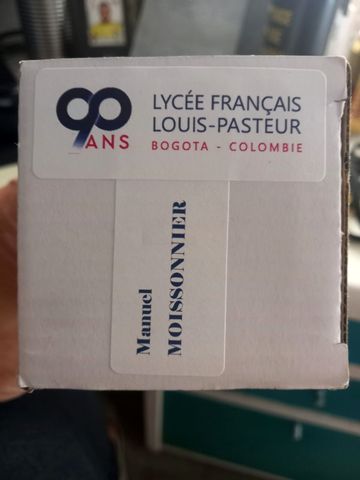 90
ANS
LYCÉE FRANÇAIS
LOUIS-PASTEUR
BOGOTA - COLOMBIE
Manuel
MOISSONNIER